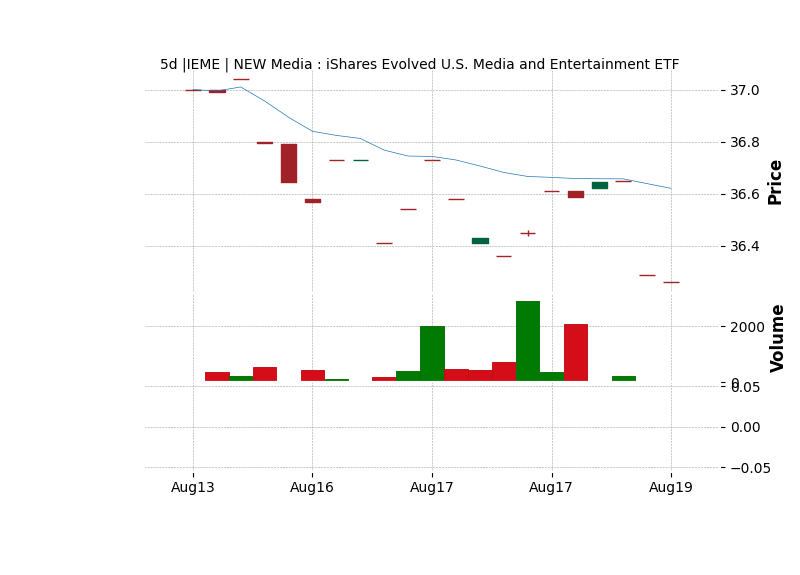 5d |IEME | NEW Media : iShares Evolved U.S. Media and Entertainment ETF
37.0
36.8
36.6
36.4
Price
2000
0
Volume
0.05
0.00
−0.05
Aug13 Aug16 Aug17 Aug17 Aug19